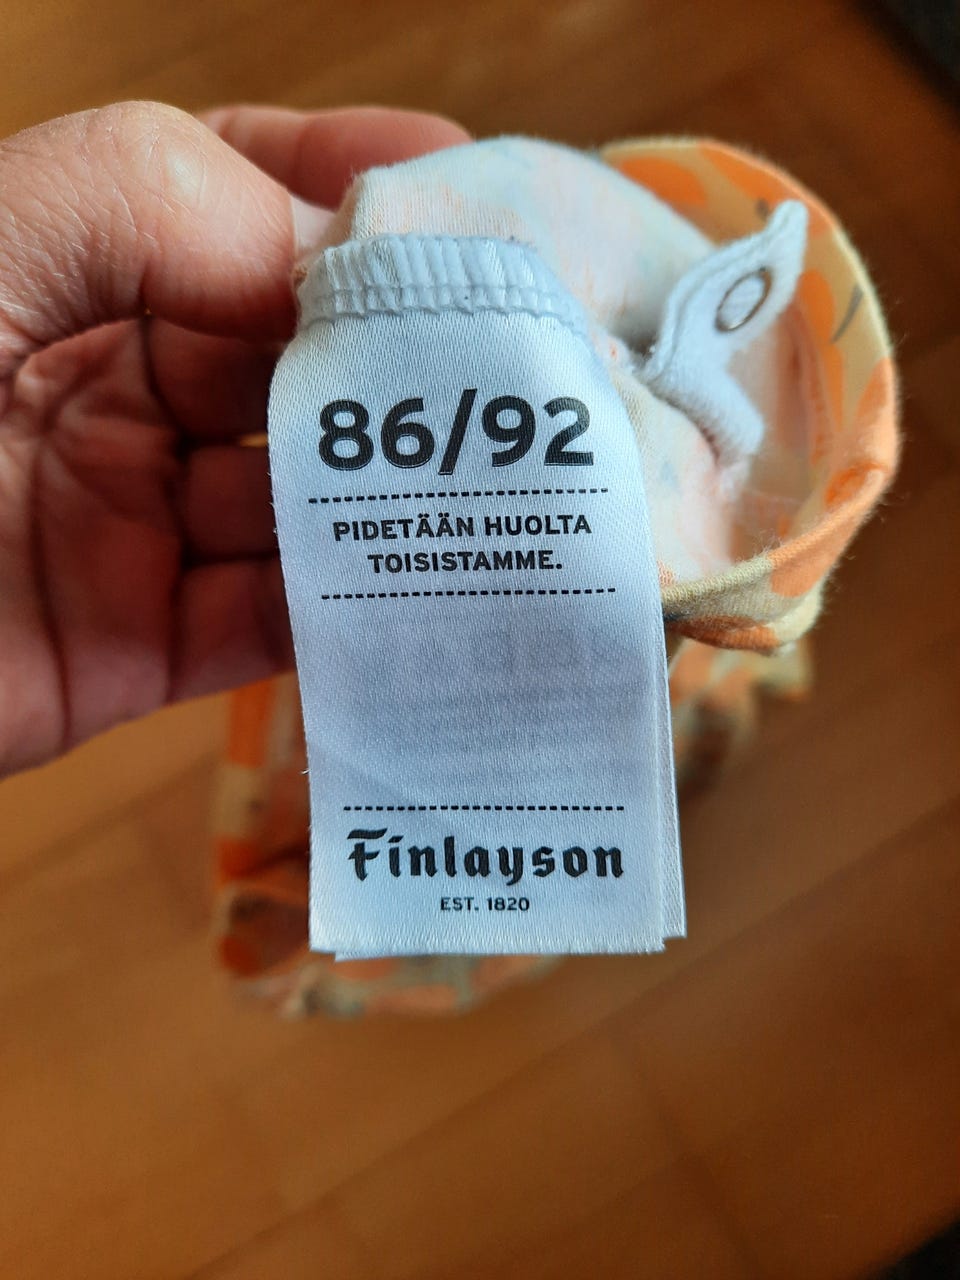 86/92
PIDETÄÄN HUOLTA
TOISISTAMME.
Finlayson
EST. 1820